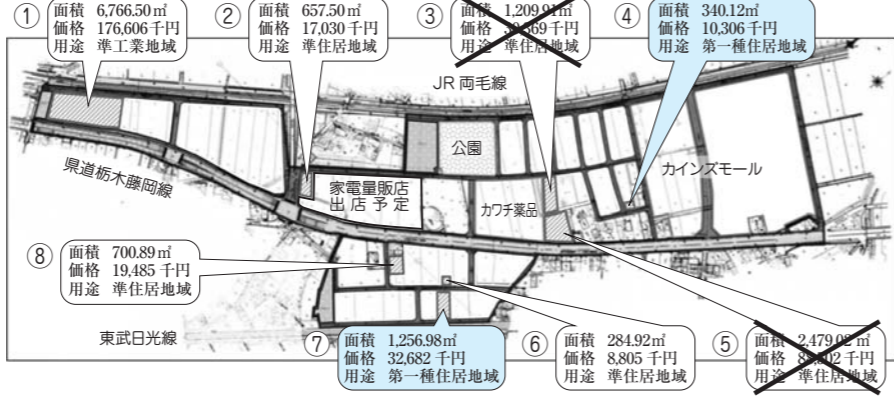 ① 面積 6,766.50㎡
価格 176,606千円
用途 準工業地域
② 面積 657.50㎡
価格 17,030千円
用途 準住居地域
③ 面積 1,209.91㎡
用途 準住居地域
④ 面積 340.12㎡
価格 10,306千円
用途 第一種住居地域
JR両毛線
公園
県道栃木藤岡線
家電量販店
出店予定
カワチ薬品
カインズモール
⑧ 面積 700.89㎡
価格 19,485千円
用途 準住居地域
東武日光線
⑦ 面積 1,256.98㎡
価格 32,682千円
用途 第一種住居地域
⑥ 面積 284.92㎡
価格 8,805千円
用途 準住居地域
⑤ 面積 2,479.02㎡
用途 準住居地域